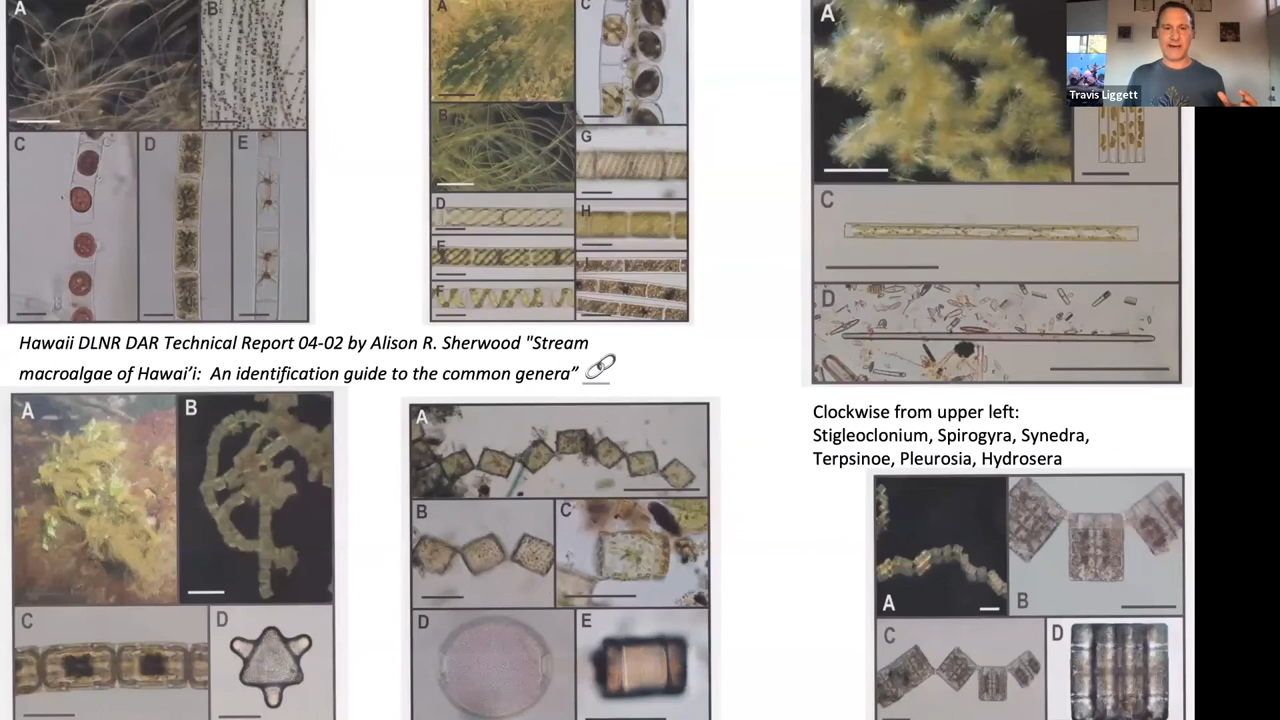 A
B
C
D
E
A
B
C
D
E
F
G
H
I
A
Travis Liggett
C
D
Hawaii DLNR DAR Technical Report 04-02 by Alison R. Sherwood "Stream
macroalgae of Hawai’i: An identification guide to the common genera”
Clockwise from upper left:
Stigleoclonium, Spirogyra, Synedra,
Terpsinoe, Pleurosia, Hydrosera
A
B
C
D
A
B
C
D
E
A
B
C
D